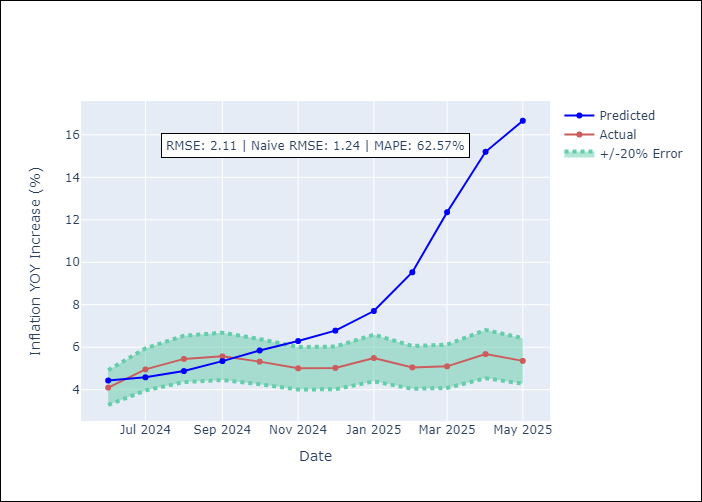 RMSE: 2.11 | Naive RMSE: 1.24 | MAPE: 62.57%
Predicted
Actual
+/-20% Error
Inflation YOY Increase (%)
16
14
12
10
8
6
4
Jul 2024
Sep 2024
Nov 2024
Jan 2025
Mar 2025
May 2025
Date